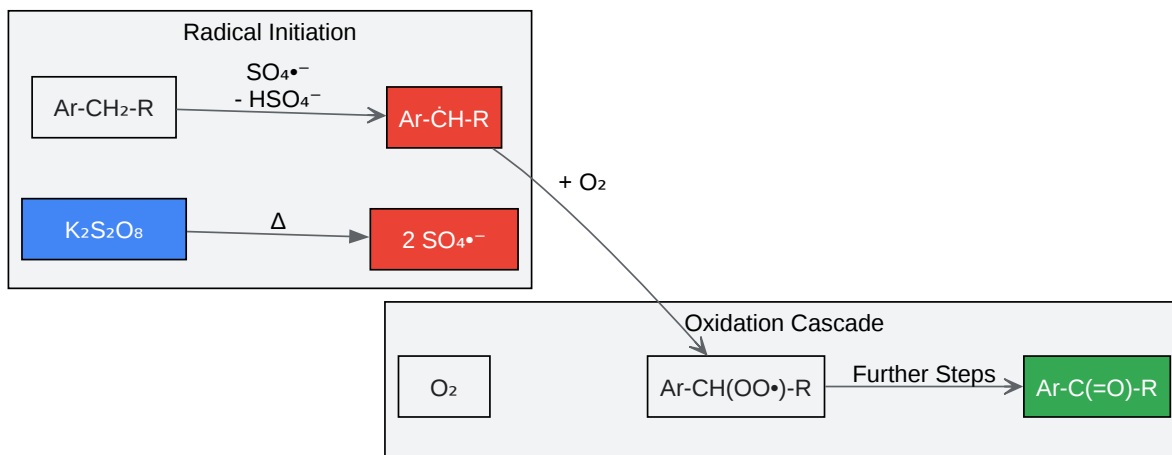 Radical Initiation
SO₄•⁻
- HSO₄⁻
Ar-CH₂-R
Ar-ĊH-R
+ O₂
K₂S₂O₈
Δ
2 SO₄•⁻
Oxidation Cascade
O₂
Ar-CH(OO•)-R
Further Steps
Ar-C(=O)-R